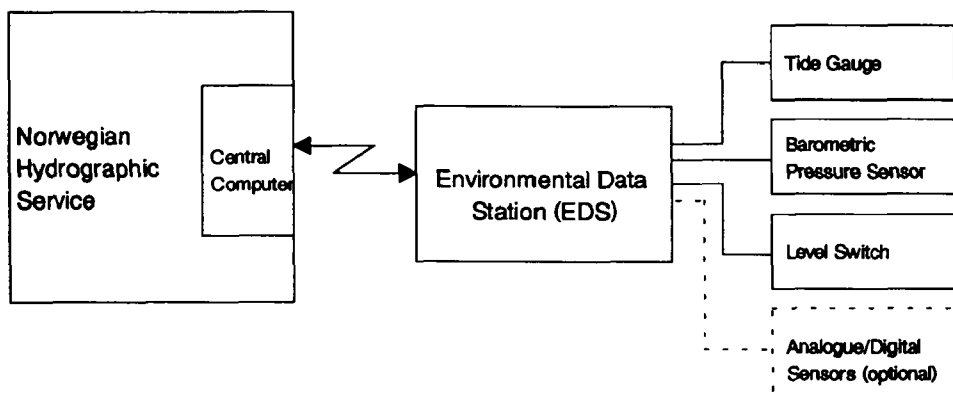 Norwegian
Hydrographic
Service
Central
Computer
Environmental Data
Station (EDS)
Tide Gauge
Barometric
Pressure Sensor
Level Switch
Analogue/Digital
Sensors (optional)